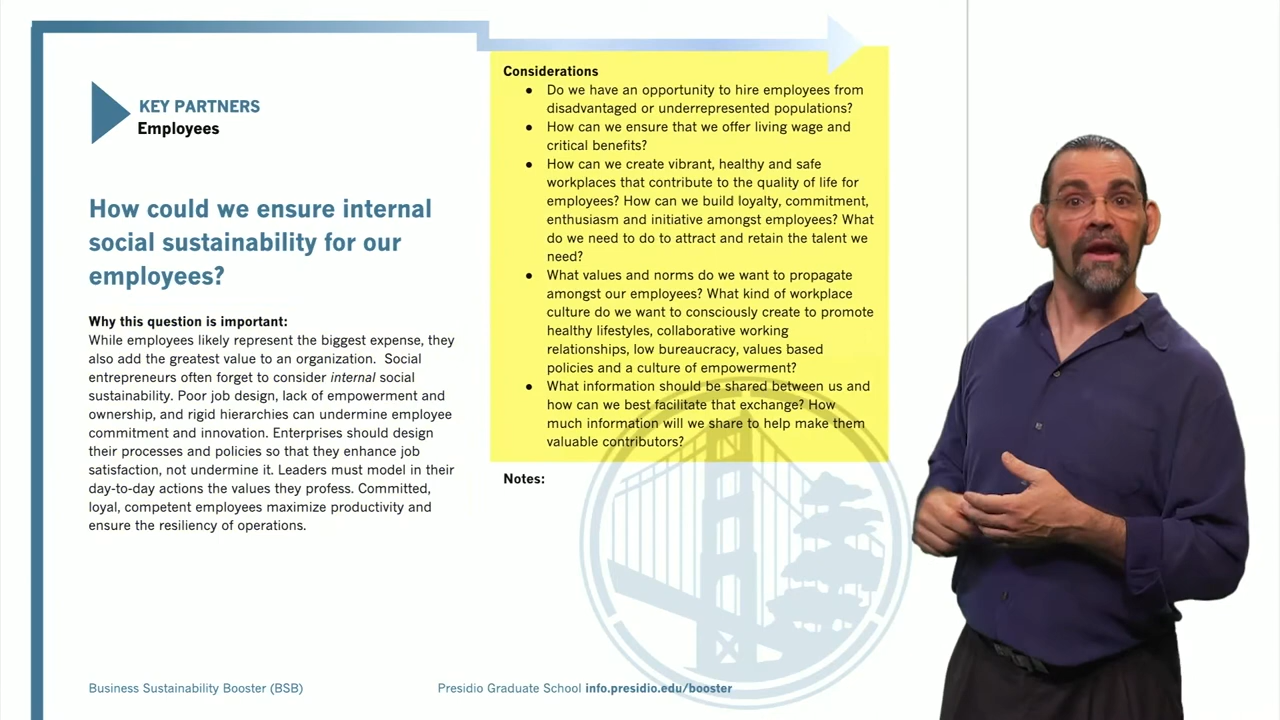 KEY PARTNERS
Employees
How could we ensure internal
social sustainability for our
employees?
Why this question is important:
While employees likely represent the biggest expense, they
also add the greatest value to an organization.  Social
entrepreneurs often forget to consider internal social
sustainability. Poor job design, lack of empowerment and
ownership, and rigid hierarchies can undermine employee
commitment and innovation. Enterprises should design
their processes and policies so that they enhance job
satisfaction, not undermine it. Leaders must model in their
day-to-day actions the values they profess. Committed,
loyal, competent employees maximize productivity and
ensure the resiliency of operations.
Considerations
● Do we have an opportunity to hire employees from
disadvantaged or underrepresented populations?
● How can we ensure that we offer living wage and
critical benefits?
● How can we create vibrant, healthy and safe
workplaces that contribute to the quality of life for
employees? How can we build loyalty, commitment,
enthusiasm and initiative amongst employees? What
do we need to do to attract and retain the talent we
need?
● What values and norms do we want to propagate
amongst our employees? What kind of workplace
culture do we want to consciously create to promote
healthy lifestyles, collaborative working
relationships, low bureaucracy, values based
policies and a culture of empowerment?
● What information should be shared between us and
how can we best facilitate that exchange? How
much information will we share to help make them
valuable contributors?
Notes:
Business Sustainability Booster (BSB)
Presidio Graduate School info.presidio.edu/booster